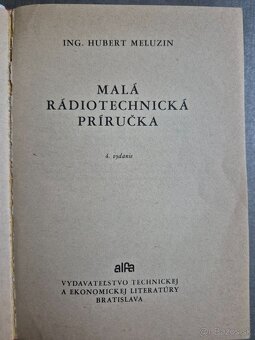 ING. HUBERT MELUZIN
MALÁ
RÁDIOTECHNICKÁ
PRÍRUČKA
4. vydanie
alfa
VYDAVATEĽSTVO TECHNICKEJ
A EKONOMICKEJ LITERATÚRY
BRATISLAVA